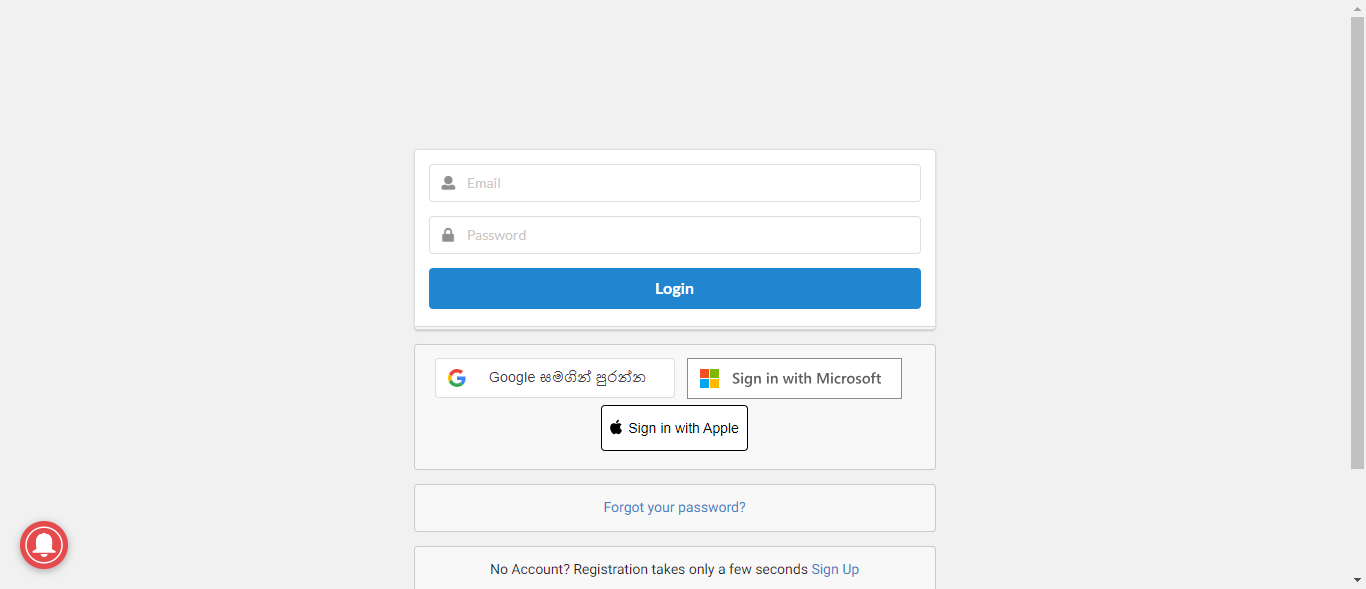 Email
Password
Login
Google සමගින් පුරන්න
Sign in with Microsoft
Sign in with Apple
Forgot your password?
No Account? Registration takes only a few seconds Sign Up